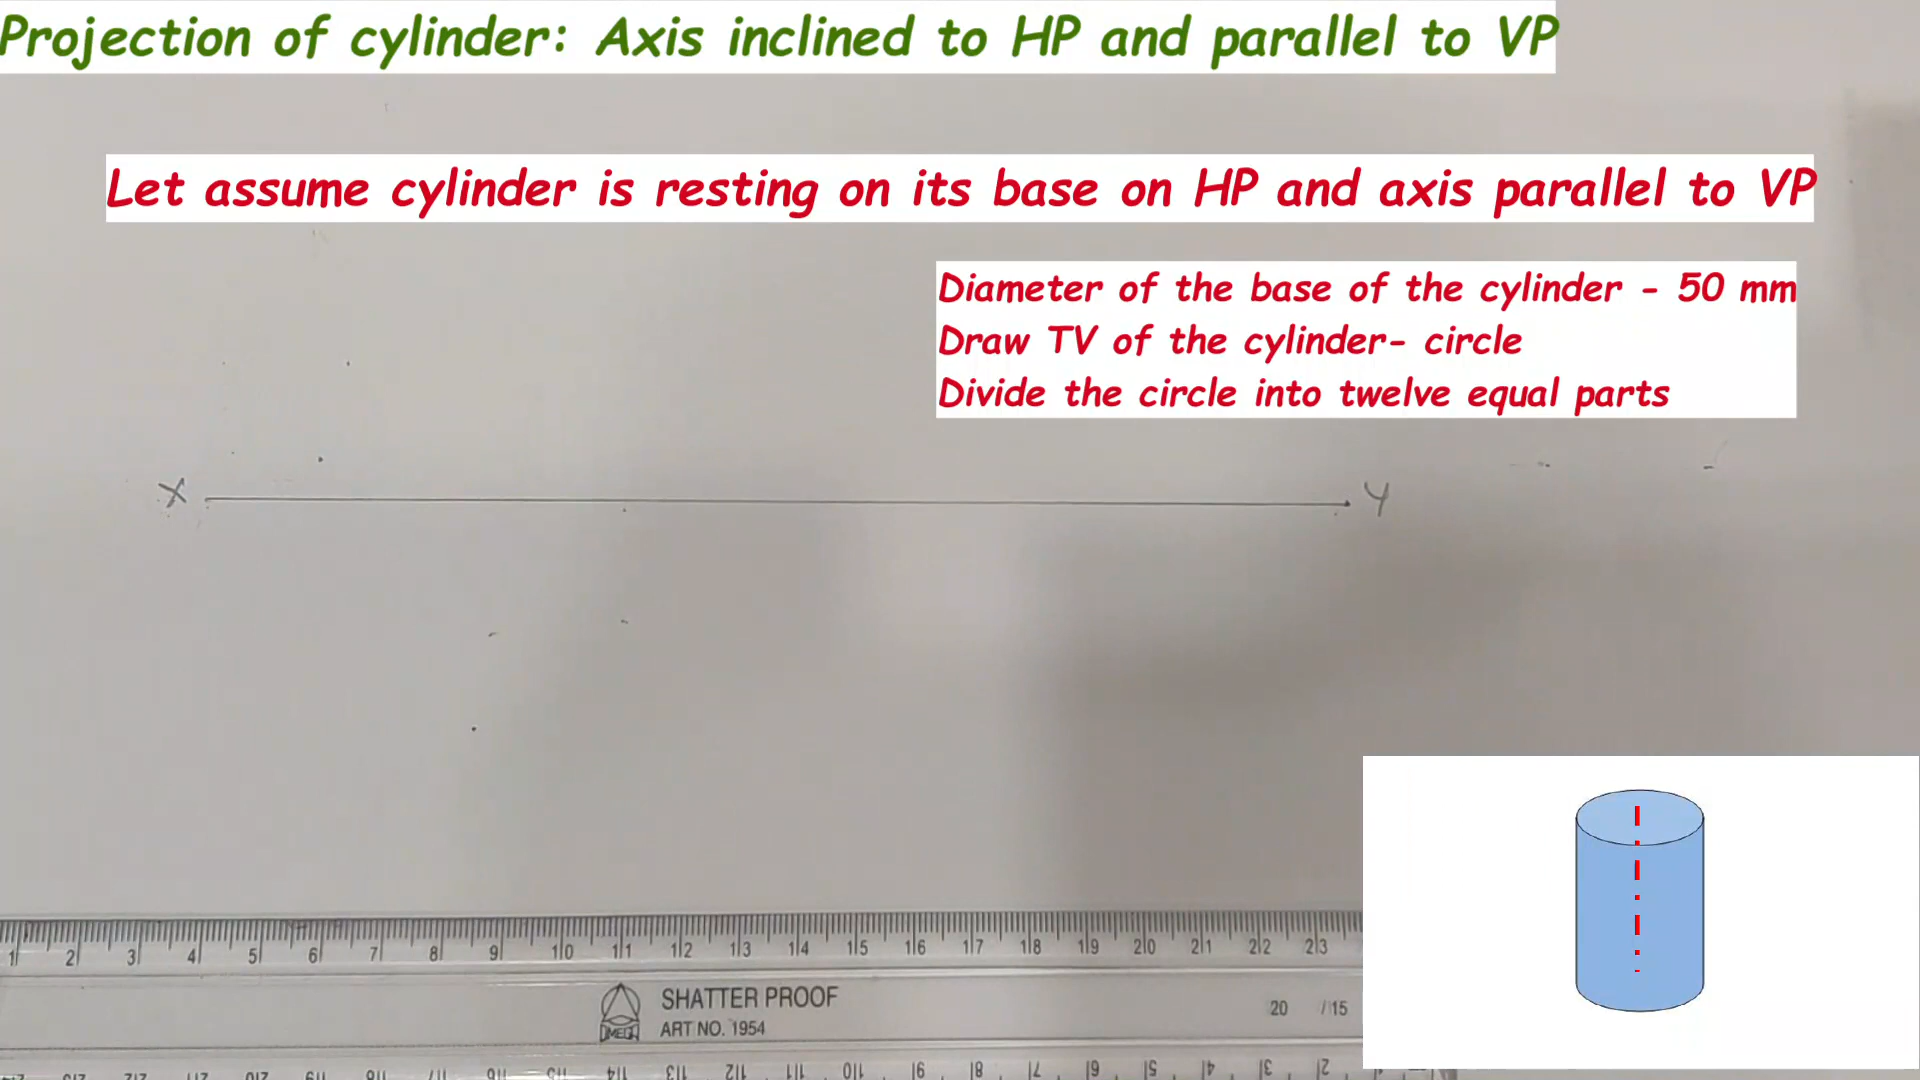 Projection of cylinder: Axis inclined to HP and parallel to VP
Let assume cylinder is resting on its base on HP and axis parallel to VP
Diameter of the base of the cylinder - 50 mm
Draw TV of the cylinder- circle
Divide the circle into twelve equal parts
X Y
1 2 3 4 5 6 7 8 9 10 11 12 13 14 15 16 17 18 19 20 21 22 23
SHATTER PROOF
20 /15
OMEGA ART NO. 1954